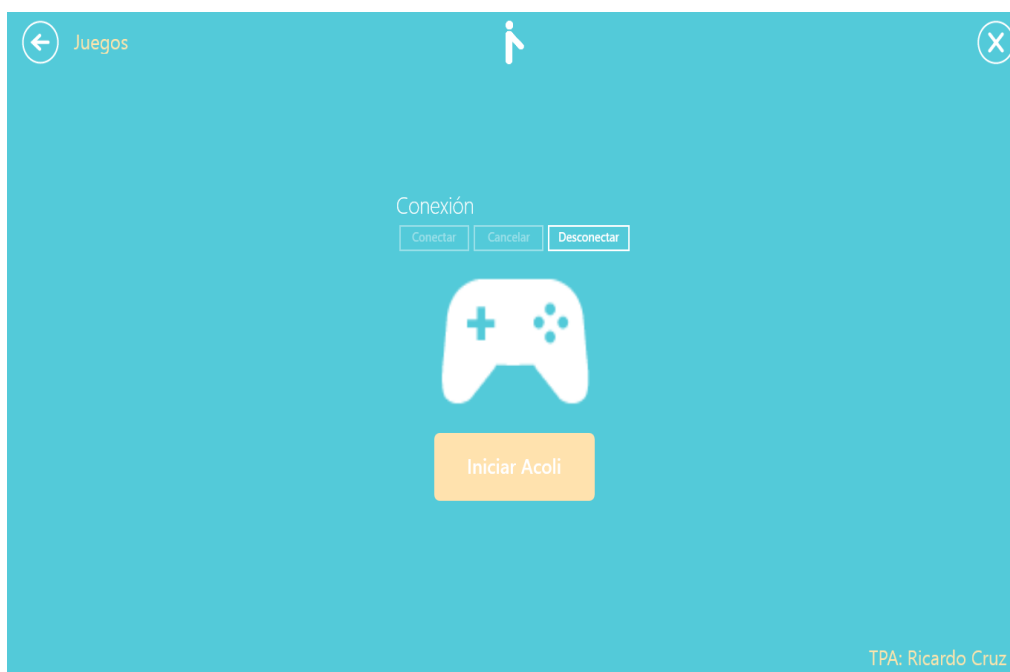 Juegos
Conexión
Conectar Cancelar Desconectar
Iniciar Acoli
TPA: Ricardo Cruz